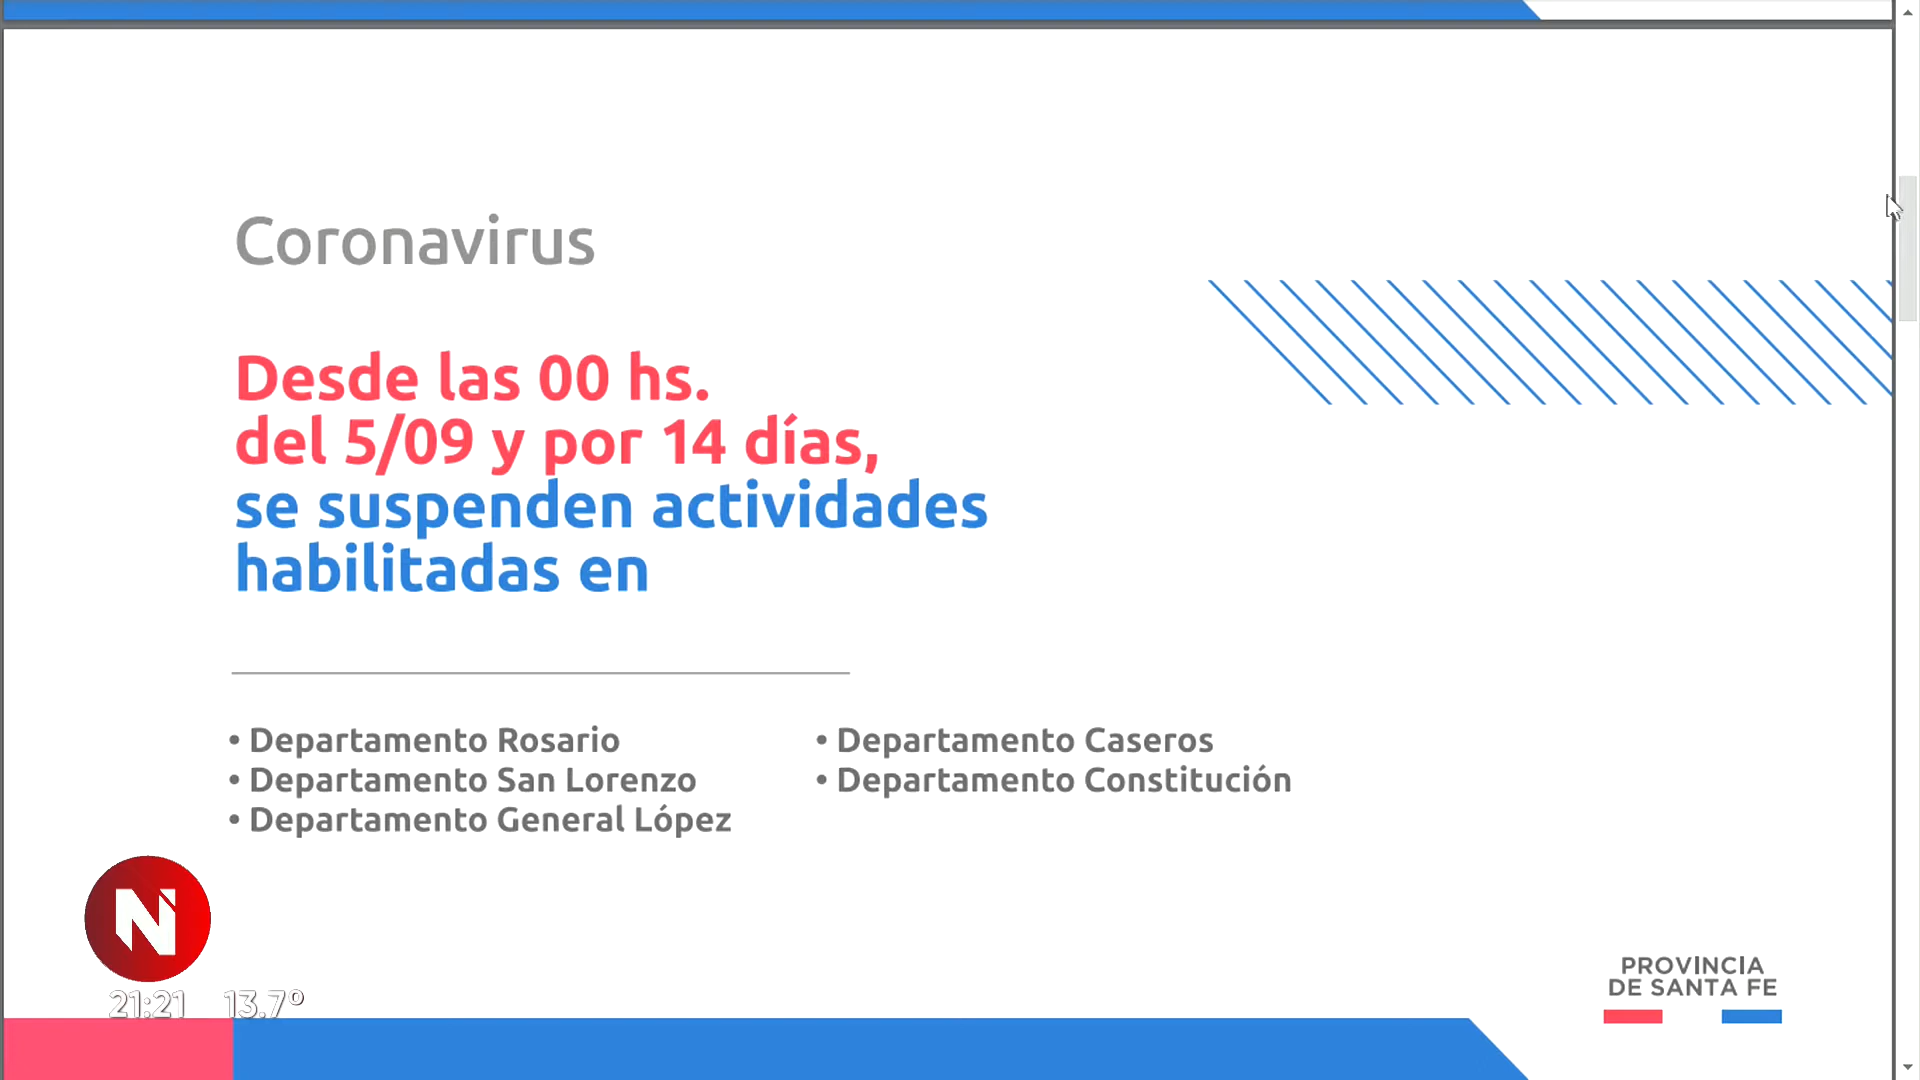 Coronavirus
Desde las 00 hs.
del 5/09 y por 14 días,
se suspenden actividades
habilitadas en
• Departamento Rosario
• Departamento San Lorenzo
• Departamento General López
• Departamento Caseros
• Departamento Constitución
N
21:21 13.7°
PROVINCIA
DE SANTA FE